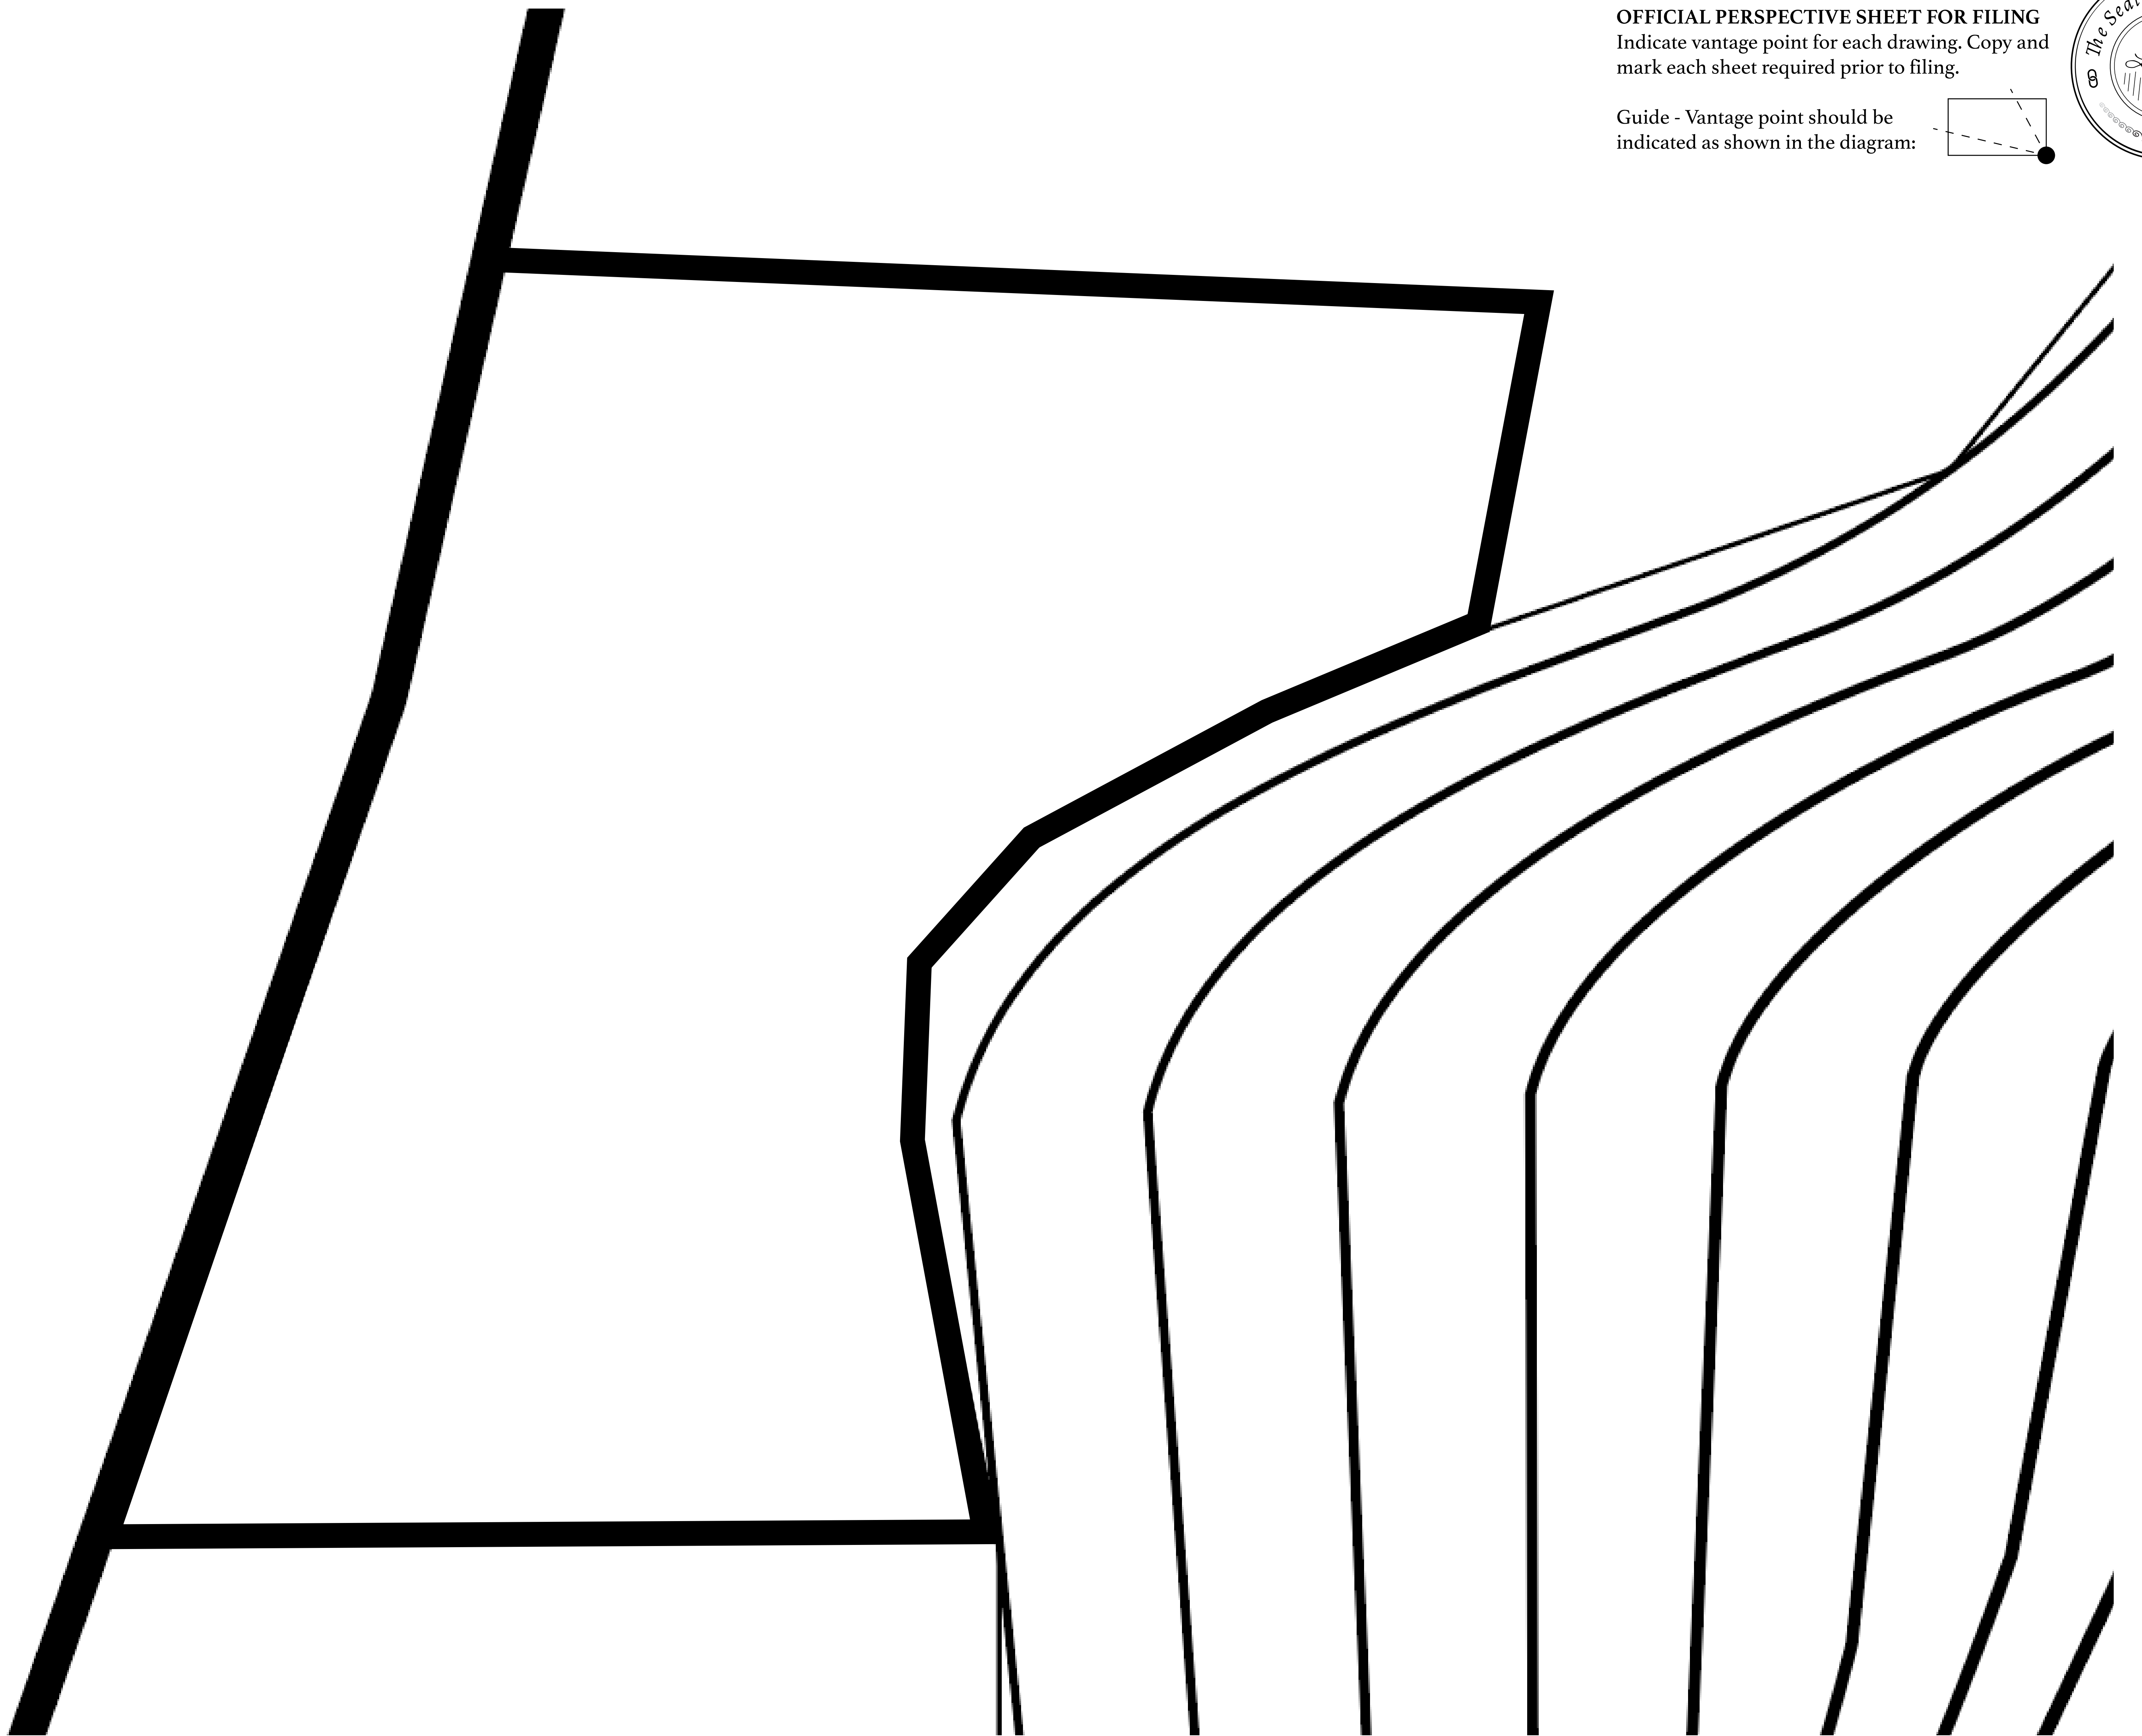 OFFICIAL PERSPECTIVE SHEET FOR FILING
Indicate vantage point for each drawing. Copy and
mark each sheet required prior to filing.
Guide - Vantage point should be
indicated as shown in the diagram:
The Seal